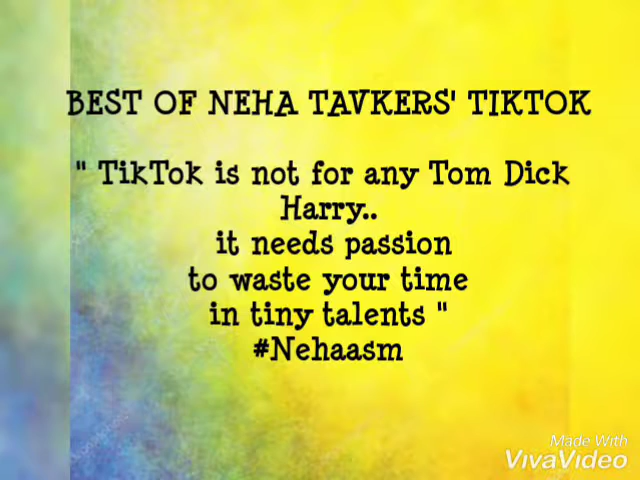 BEST OF NEHA TAVKERS' TIKTOK
" TikTok is not for any Tom Dick
Harry..
it needs passion
to waste your time
in tiny talents "
#Nehaasm
Made With
VivaVideo